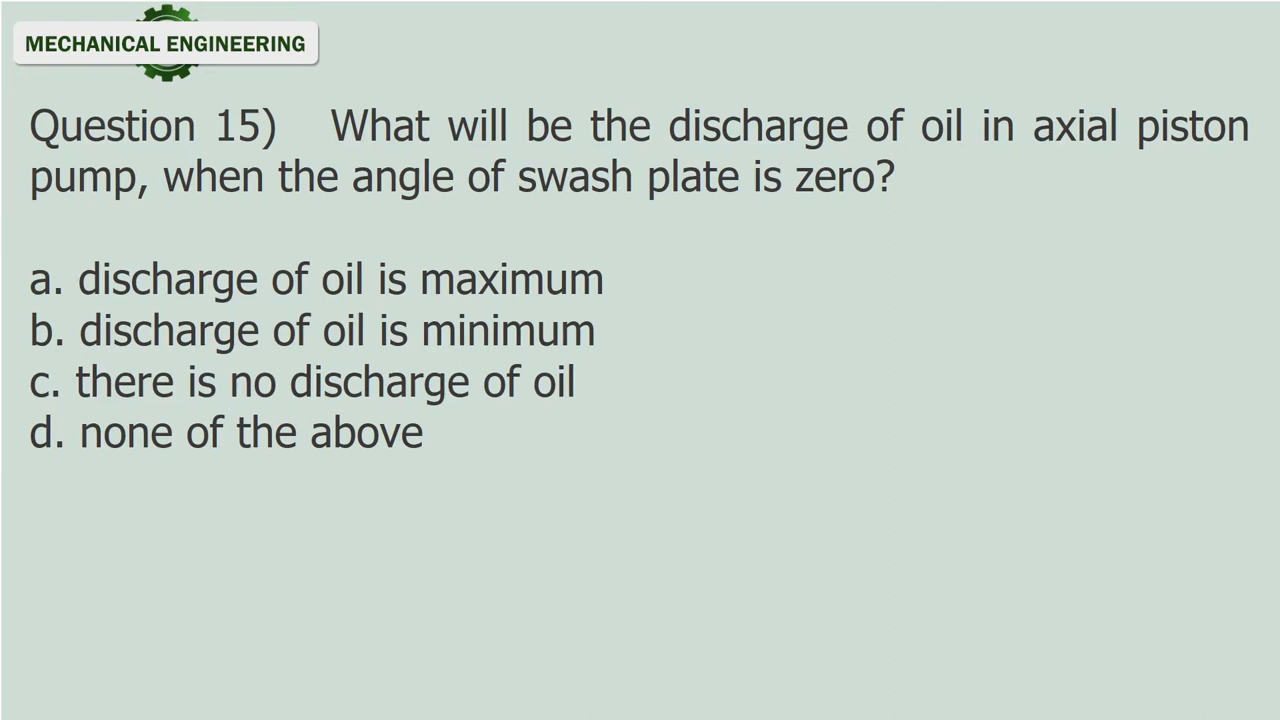 MECHANICAL ENGINEERING
Question 15) What will be the discharge of oil in axial piston
pump, when the angle of swash plate is zero?
a. discharge of oil is maximum
b. discharge of oil is minimum
c. there is no discharge of oil
d. none of the above